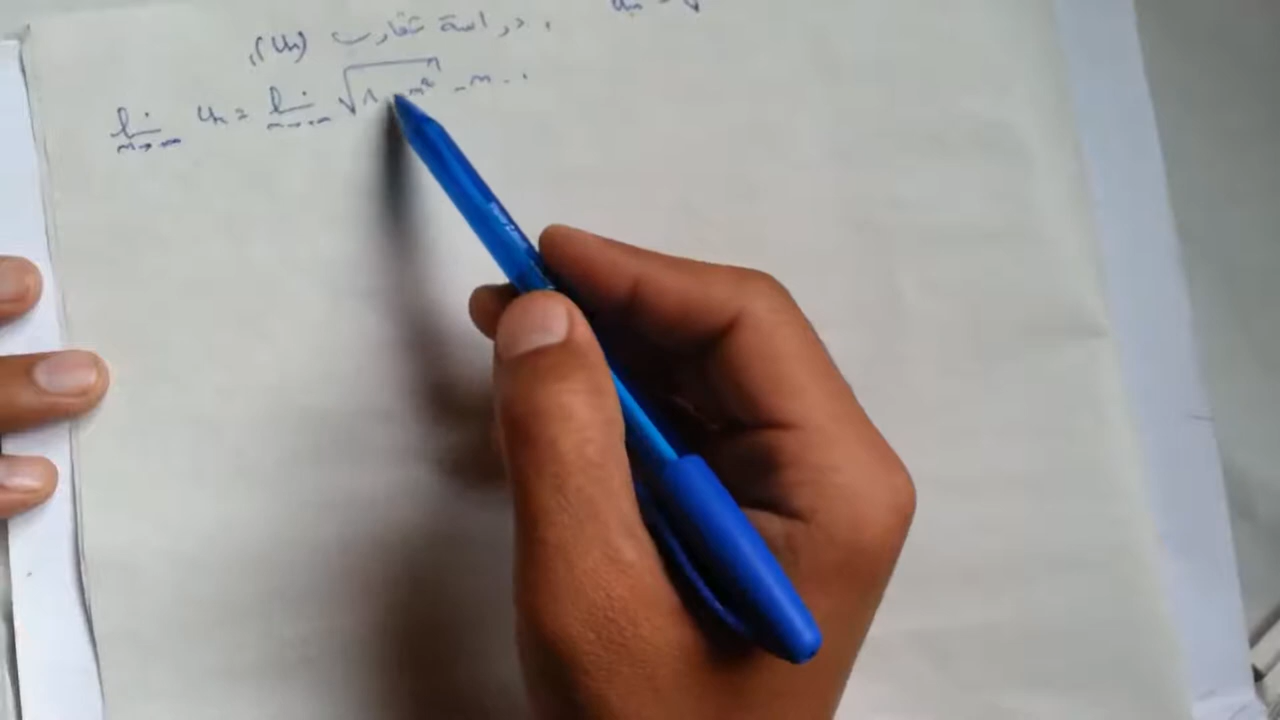 دراسة تقارب (Uₙ)،
lim n→+∞ Uₙ = lim n→+∞ √1+n² - n